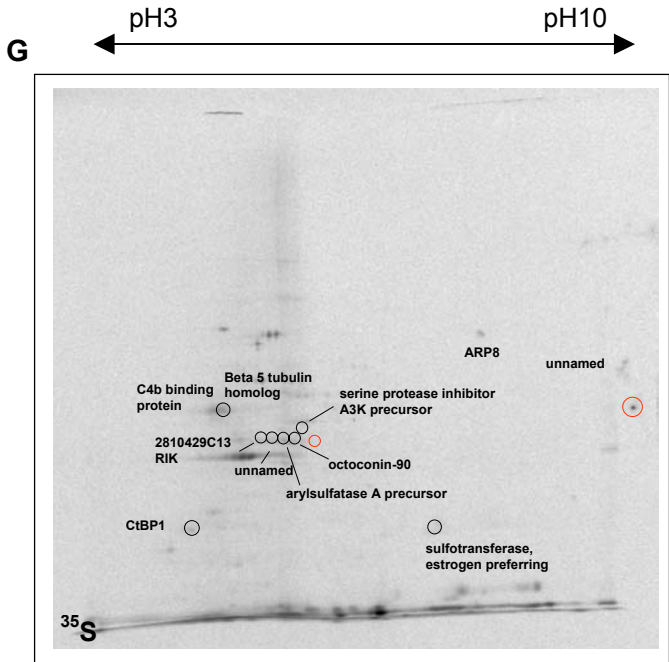 pH3 pH10
G
ARP8
unnamed
Beta 5 tubulin
homolog
C4b binding
protein
serine protease inhibitor
A3K precursor
2810429C13
RIK
unnamed
octoconin-90
arylsulfatase A precursor
CtBP1
sulfotransferase,
estrogen preferring
35S